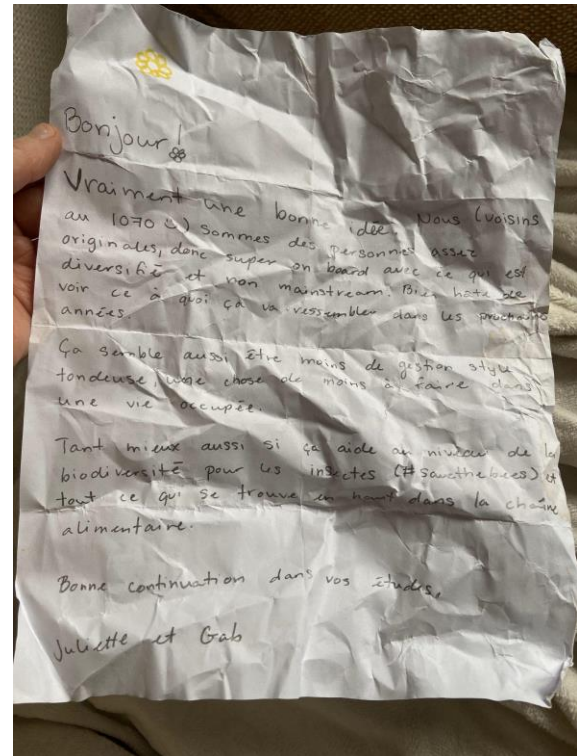 Bonjour!
Vraiment une bonne idée. Nous (voisins
au 1070 :) sommes des personnes assez
originales, donc super on board avec ce qui est
diversifié et non mainstream. Bien hâte de
voir ce à quoi ça va ressembler dans les prochaines
années.
Ça semble aussi être moins de gestion style
tondeuse, une chose de moins à faire dans
une vie occupée.
Tant mieux aussi si ça aide au niveau de la
biodiversité pour les insectes (#savethebees) et
tout ce qui se trouve en haut dans la chaîne
alimentaire.
Bonne continuation dans vos études,
Juliette et Gab